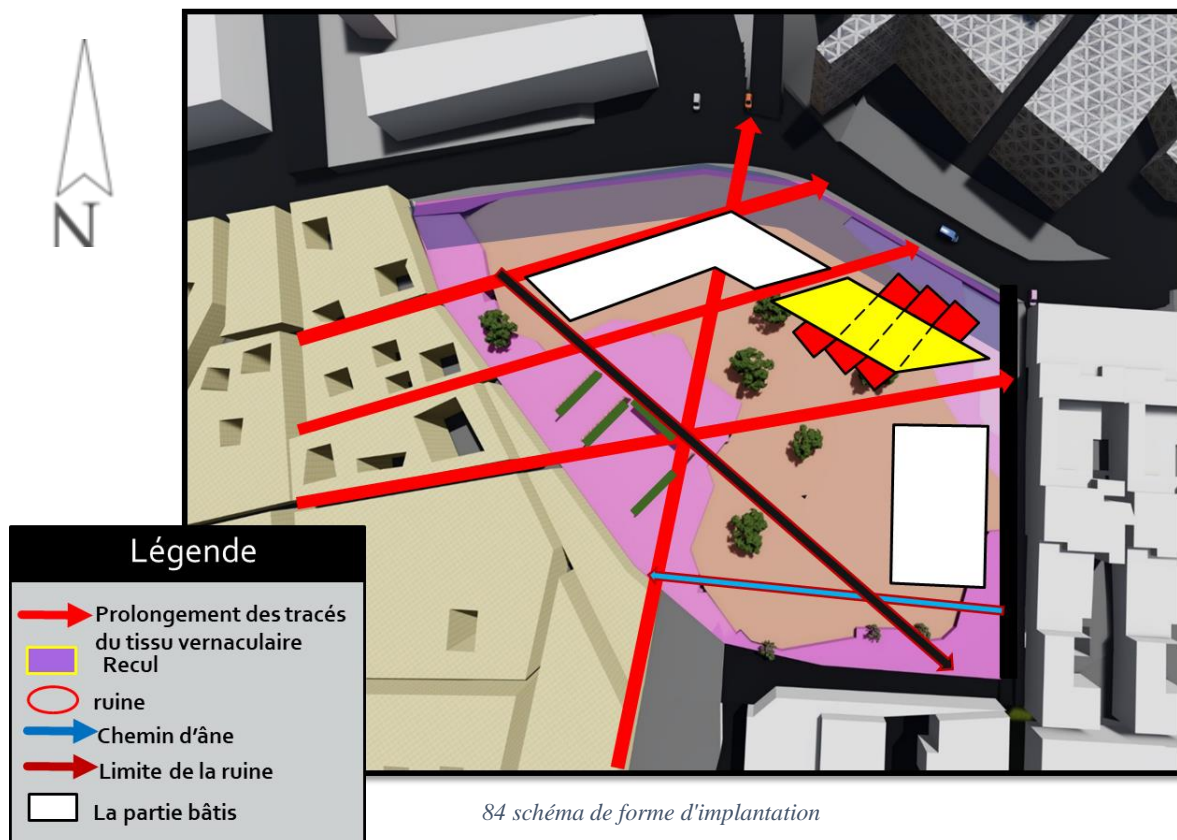 N
Légende
Prolongement des tracés
du tissu vernaculaire
Recul
ruine
Chemin d'âne
Limite de la ruine
La partie bâtis
84 schéma de forme d'implantation